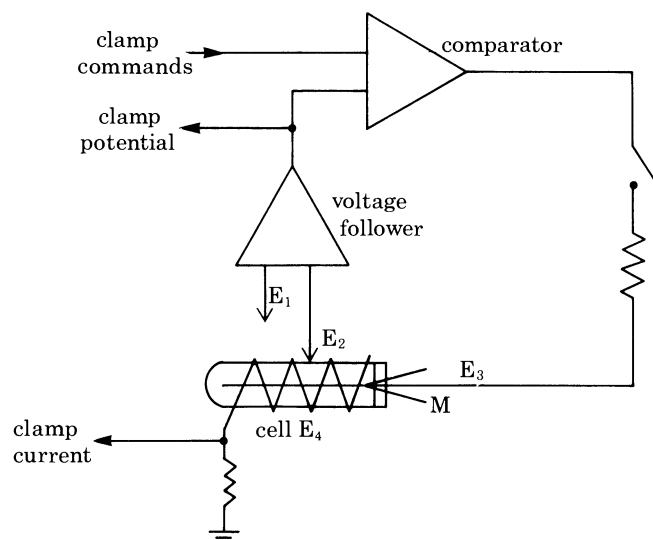 clamp
commands
comparator
clamp
potential
voltage
follower
E₁
E₂
E₃
M
cell E₄
clamp
current